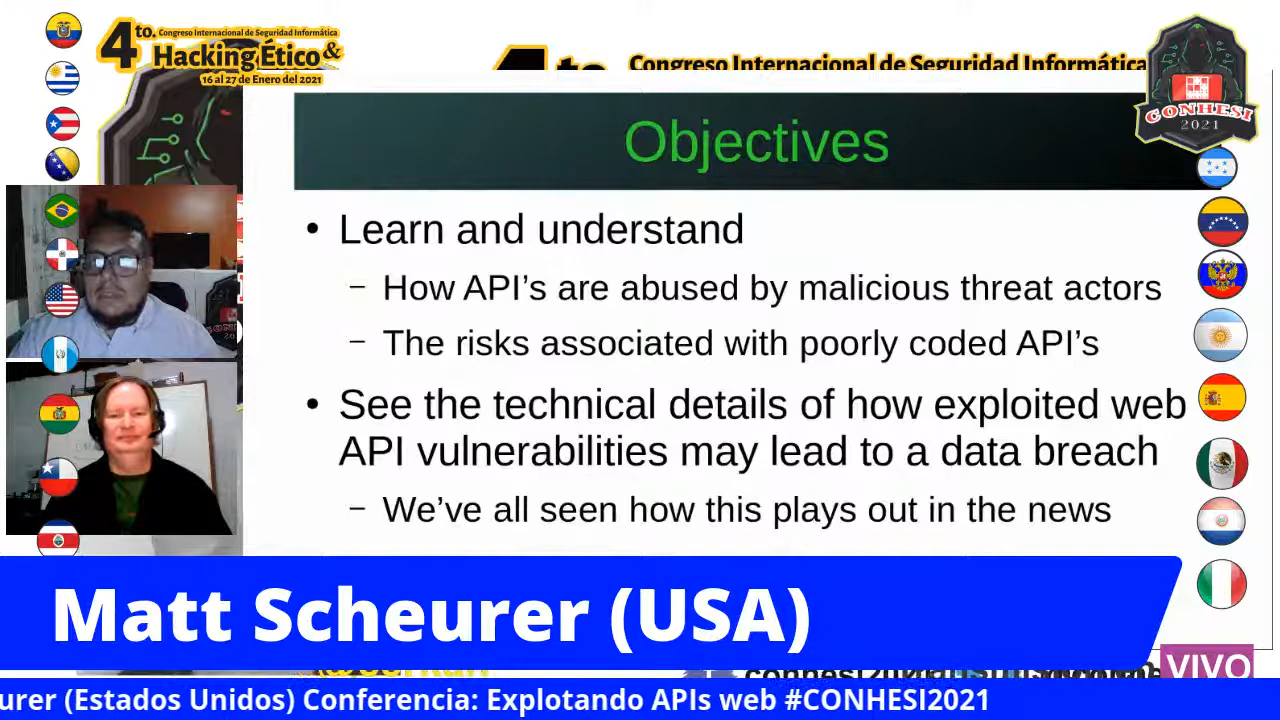 4to. Congreso Internacional de Seguridad Informática
Hacking Ético &
16 al 27 de Enero del 2021
4to Congreso Internacional de Seguridad Informática
CONHESI
2021
Objectives
• Learn and understand
– How API’s are abused by malicious threat actors
– The risks associated with poorly coded API’s
• See the technical details of how exploited web
API vulnerabilities may lead to a data breach
– We’ve all seen how this plays out in the news
Matt Scheurer (USA)
VIVO
urer (Estados Unidos) Conferencia: Explotando APIs web #CONHESI2021